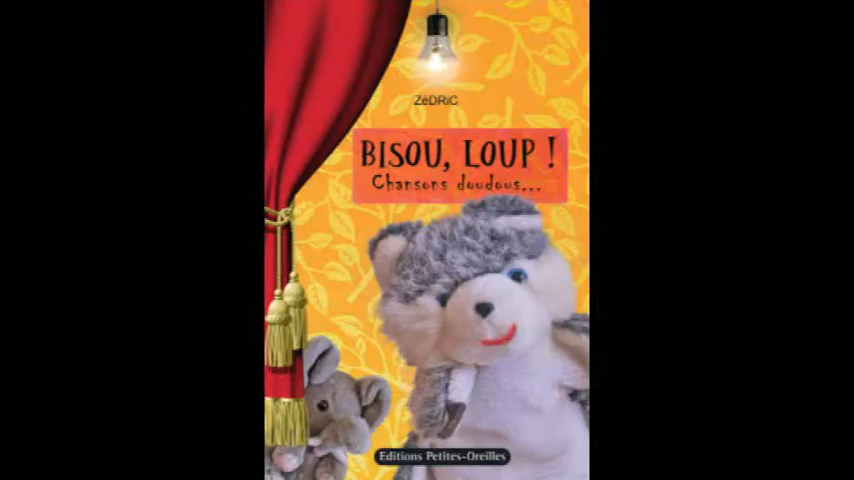 ZéDRiC
BISOU, LOUP !
Chansons doudous...
Editions Petites-Oreilles